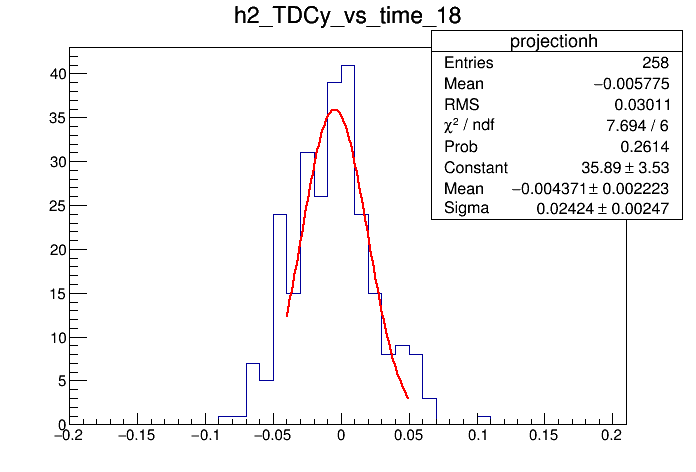 h2_TDCy_vs_time_18
projectionh
Entries 258
Mean −0.005775
RMS 0.03011
χ² / ndf 7.694 / 6
Prob 0.2614
Constant 35.89 ± 3.53
Mean −0.004371 ± 0.002223
Sigma 0.02424 ± 0.00247
40
35
30
25
20
15
10
5
0
−0.2 −0.15 −0.1 −0.05 0 0.05 0.1 0.15 0.2